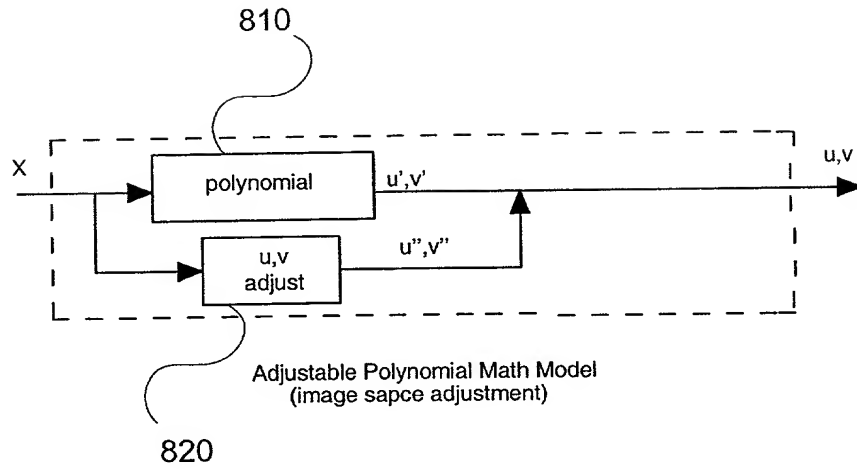 810
X
polynomial
u',v'
u,v
u,v
adjust
u",v"
Adjustable Polynomial Math Model
(image sapce adjustment)
820